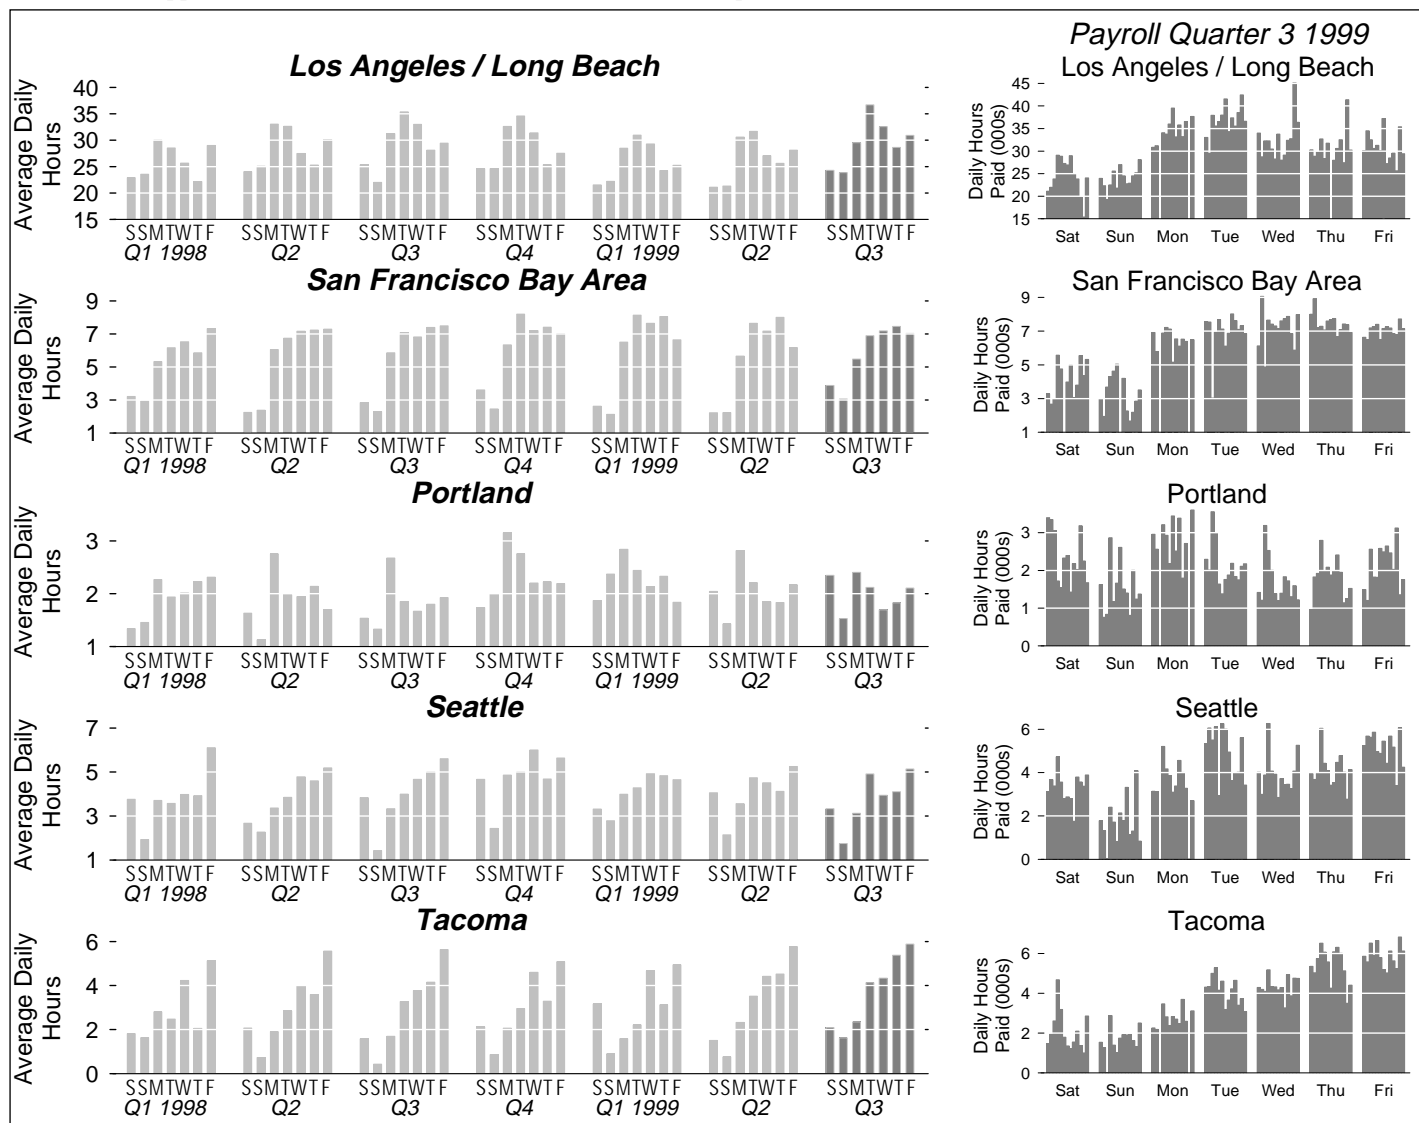 Payroll Quarter 3 1999
Los Angeles / Long Beach
Average Daily
Hours
40
35
30
25
20
15
SSMTWTF
SSMTWTF
SSMTWTF
SSMTWTF
SSMTWTF
SSMTWTF
SSMTWTF
Q1 1998
Q2
Q3
Q4
Q1 1999
Q2
Q3
Los Angeles / Long Beach
Daily Hours
Paid (000s)
45
40
35
30
25
20
15
Sat
Sun
Mon
Tue
Wed
Thu
Fri
San Francisco Bay Area
Average Daily
Hours
9
7
5
3
1
SSMTWTF
SSMTWTF
SSMTWTF
SSMTWTF
SSMTWTF
SSMTWTF
SSMTWTF
Q1 1998
Q2
Q3
Q4
Q1 1999
Q2
Q3
San Francisco Bay Area
Daily Hours
Paid (000s)
9
7
5
3
1
Sat
Sun
Mon
Tue
Wed
Thu
Fri
Portland
Average Daily
Hours
3
2
1
SSMTWTF
SSMTWTF
SSMTWTF
SSMTWTF
SSMTWTF
SSMTWTF
SSMTWTF
Q1 1998
Q2
Q3
Q4
Q1 1999
Q2
Q3
Portland
Daily Hours
Paid (000s)
3
2
1
0
Sat
Sun
Mon
Tue
Wed
Thu
Fri
Seattle
Average Daily
Hours
7
5
3
1
SSMTWTF
SSMTWTF
SSMTWTF
SSMTWTF
SSMTWTF
SSMTWTF
SSMTWTF
Q1 1998
Q2
Q3
Q4
Q1 1999
Q2
Q3
Seattle
Daily Hours
Paid (000s)
6
4
2
0
Sat
Sun
Mon
Tue
Wed
Thu
Fri
Tacoma
Average Daily
Hours
6
4
2
0
SSMTWTF
SSMTWTF
SSMTWTF
SSMTWTF
SSMTWTF
SSMTWTF
SSMTWTF
Q1 1998
Q2
Q3
Q4
Q1 1999
Q2
Q3
Tacoma
Daily Hours
Paid (000s)
6
4
2
0
Sat
Sun
Mon
Tue
Wed
Thu
Fri